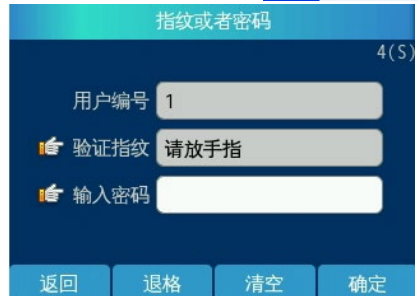 指纹或者密码
4(S)
用户编号 1
验证指纹 请放手指
输入密码
返回 退格 清空 确定